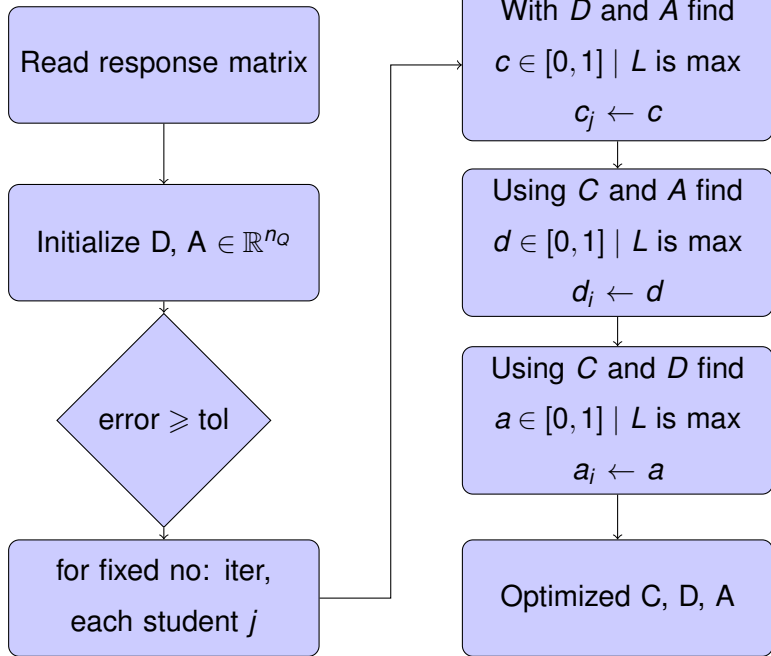 Read response matrix
Initialize D, A ∈ ℝ^{n_Q}
error ⩾ tol
for fixed no: iter,
each student j
With D and A find
c ∈ [0, 1] | L is max
c_j ← c
Using C and A find
d ∈ [0, 1] | L is max
d_i ← d
Using C and D find
a ∈ [0, 1] | L is max
a_i ← a
Optimized C, D, A